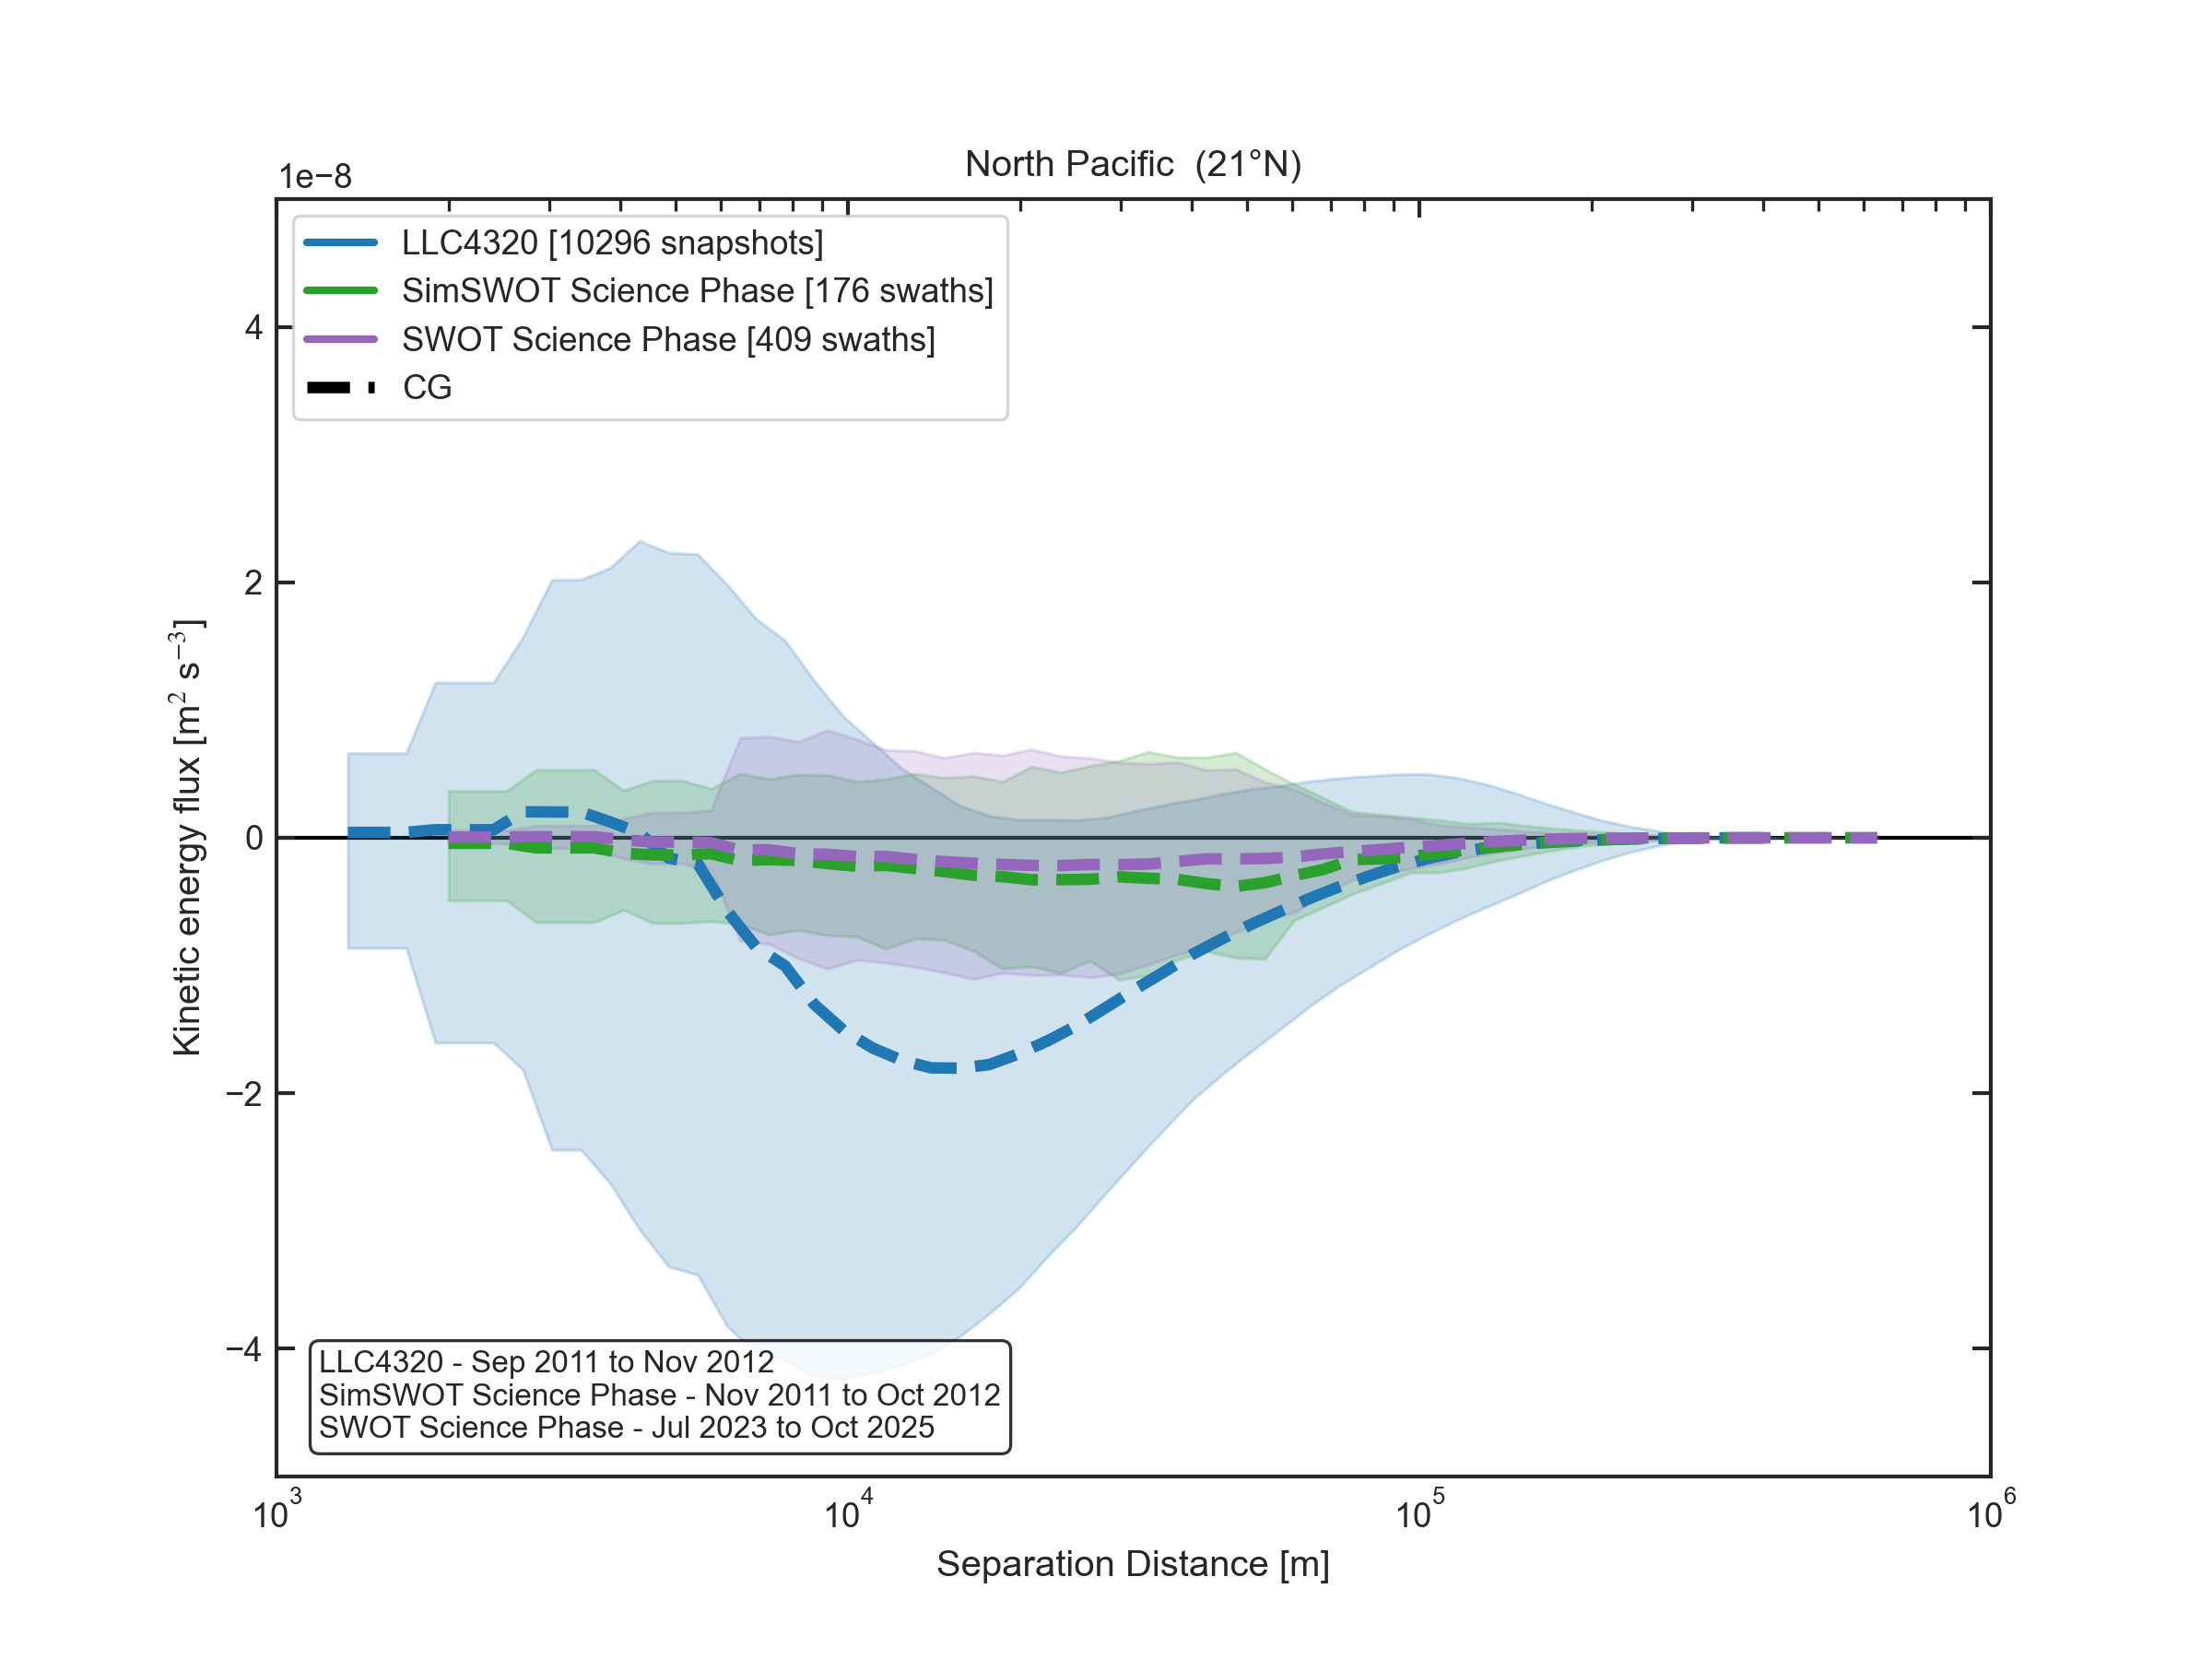 North Pacific  (21°N)
1e−8
LLC4320 [10296 snapshots]
SimSWOT Science Phase [176 swaths]
SWOT Science Phase [409 swaths]
CG
4
2
0
−2
−4
Kinetic energy flux [m² s⁻³]
LLC4320 - Sep 2011 to Nov 2012
SimSWOT Science Phase - Nov 2011 to Oct 2012
SWOT Science Phase - Jul 2023 to Oct 2025
10³ 10⁴ 10⁵ 10⁶
Separation Distance [m]